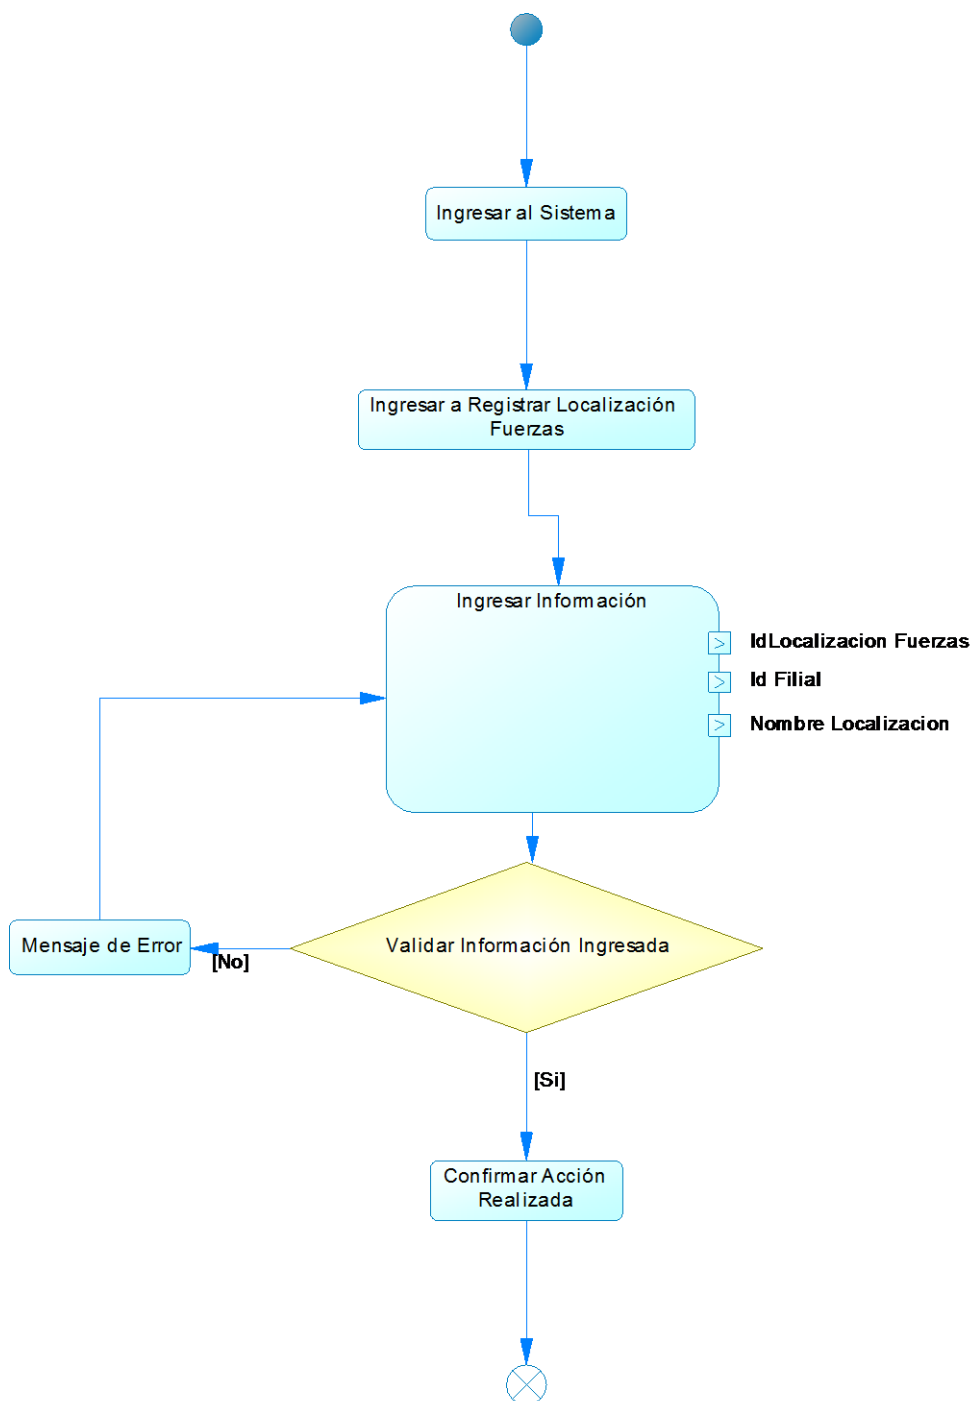 Ingresar al Sistema
Ingresar a Registrar Localización
Fuerzas
Ingresar Información
> IdLocalizacion Fuerzas
> Id Filial
> Nombre Localizacion
Validar Información Ingresada
Mensaje de Error
[No]
[Si]
Confirmar Acción
Realizada